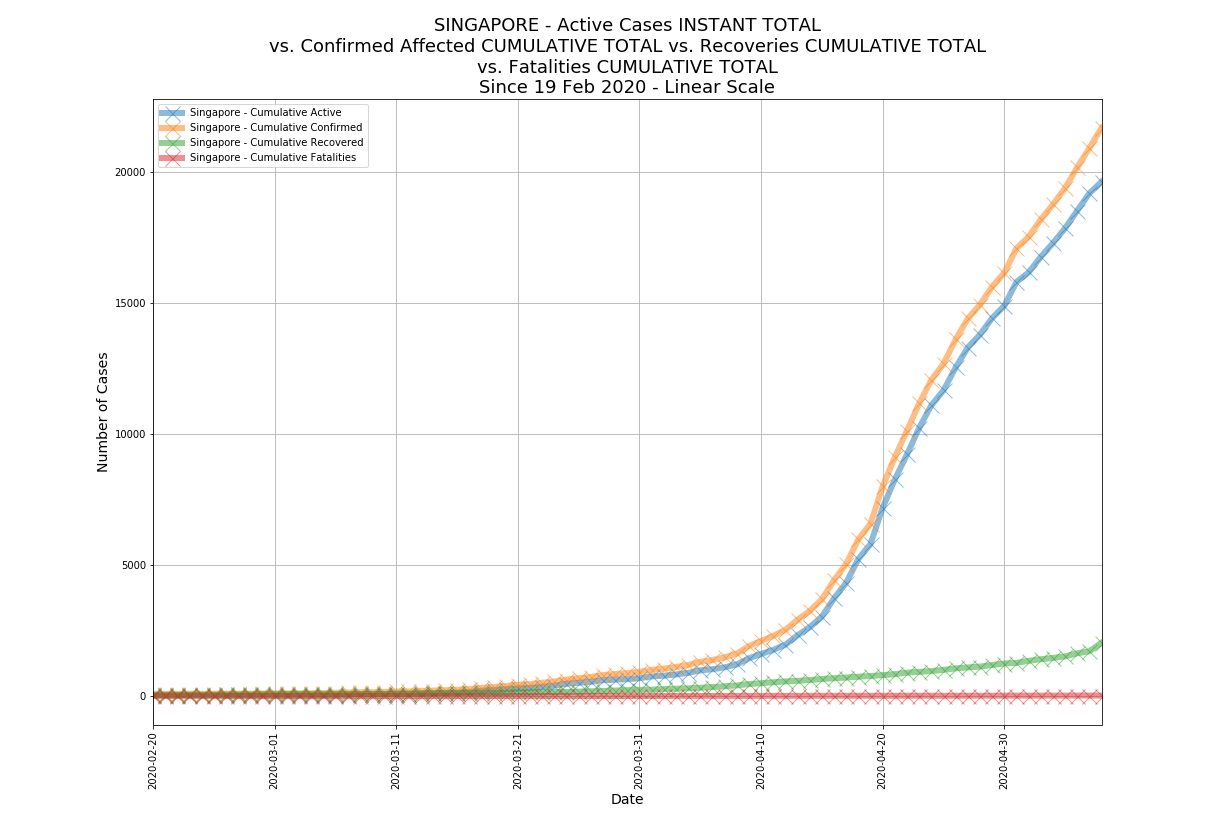 SINGAPORE - Active Cases INSTANT TOTAL
vs. Confirmed Affected CUMULATIVE TOTAL vs. Recoveries CUMULATIVE TOTAL
vs. Fatalities CUMULATIVE TOTAL
Since 19 Feb 2020 - Linear Scale
Singapore - Cumulative Active
Singapore - Cumulative Confirmed
Singapore - Cumulative Recovered
Singapore - Cumulative Fatalities
Number of Cases
20000
15000
10000
5000
0
2020-02-20
2020-03-01
2020-03-11
2020-03-21
2020-03-31
2020-04-10
2020-04-20
2020-04-30
Date